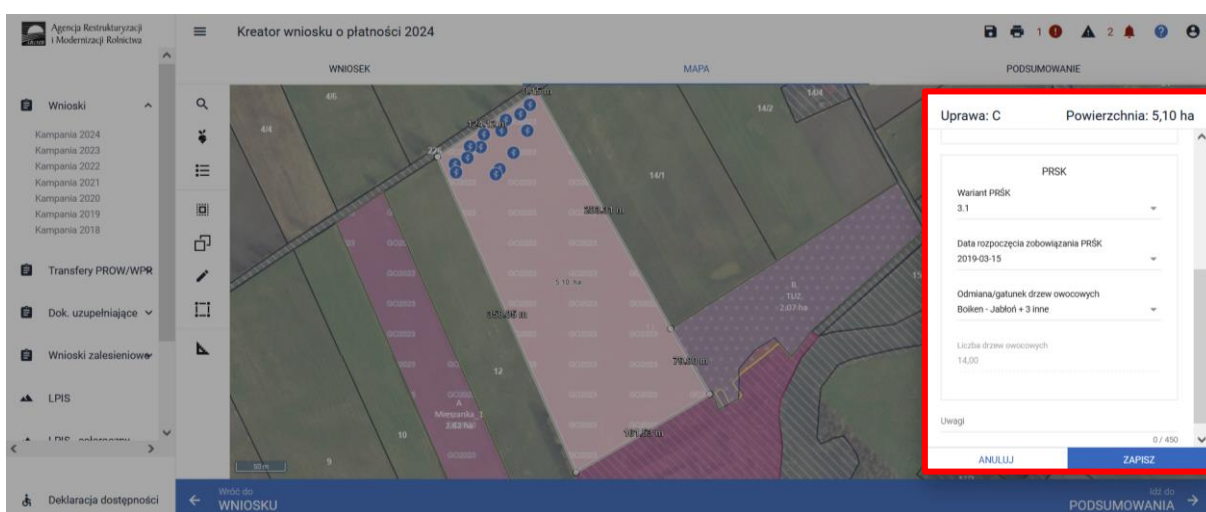 Agencja Restrukturyzacji
i Modernizacji Rolnictwa
Kreator wniosku o płatności 2024
1
2
WNIOSEK
MAPA
PODSUMOWANIE
Wnioski
Kampania 2024
Kampania 2023
Kampania 2022
Kampania 2021
Kampania 2020
Kampania 2019
Kampania 2018
Transfery PROW/WPR
Dok. uzupełniające
Wnioski zalesieniowe
LPIS
Deklaracja dostępności
4/6
4/4
14/2
14/4
14/1
5.10 ha
12
10
9
A
Mieszanka_1
B,
TUZ,
2.07 ha
50 m
Uprawa: C
Powierzchnia: 5,10 ha
PRSK
Wariant PRŚK
3.1
Data rozpoczęcia zobowiązania PRŚK
2019-03-15
Odmiana/gatunek drzew owocowych
Boiken - Jabłoń + 3 inne
Liczba drzew owocowych
14,00
Uwagi
0 / 450
ANULUJ
ZAPISZ
Wróć do
WNIOSKU
Idź do
PODSUMOWANIA